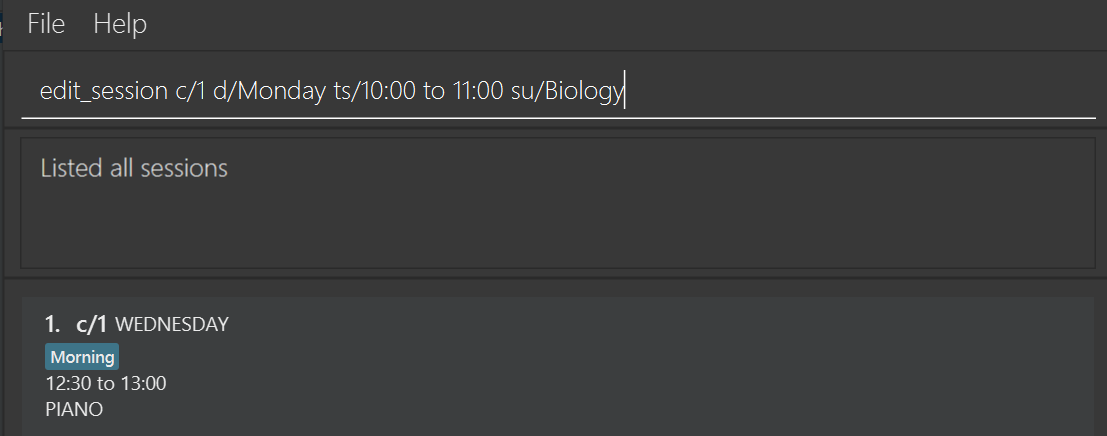 File Help
edit_session c/1 d/Monday ts/10:00 to 11:00 su/Biology
Listed all sessions
1. c/1 WEDNESDAY
Morning
12:30 to 13:00
PIANO